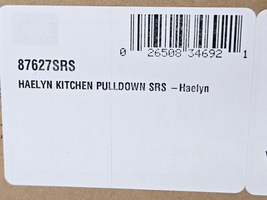 0 26508 34692 1
87627SRS
HAELYN KITCHEN PULLDOWN SRS – Haelyn